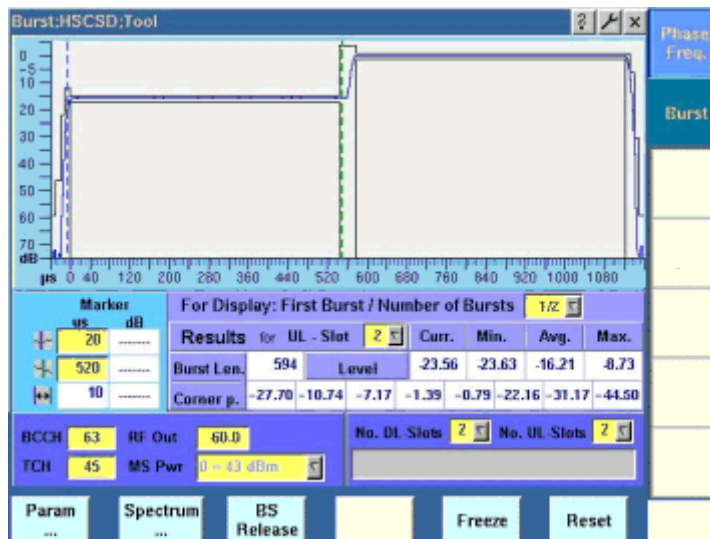 Burst;HSCSD;Tool ?
Phase/
Freq.
Burst
0
-5
10
20
30
40
50
60
70
dB
µs 0 40 120 200 280 360 440 520 600 680 760 840 920 1000 1080
Marker
µs dB
20 -------
520 -------
10 -------
For Display: First Burst / Number of Bursts 1/2
Results for UL - Slot 2 Curr. Min. Avg. Max.
Burst Len. 594 Level -23.56 -23.63 -16.21 -8.73
Corner p. -27.70 -10.74 -7.17 -1.39 -0.79 -22.16 -31.17 -44.50
BCCH 63 RF Out -60.0
TCH 45 MS Pwr 0 = 43 dBm
No. DL-Slots 2 No. UL-Slots 2
Param
...
Spectrum
...
BS
Release
Freeze
Reset